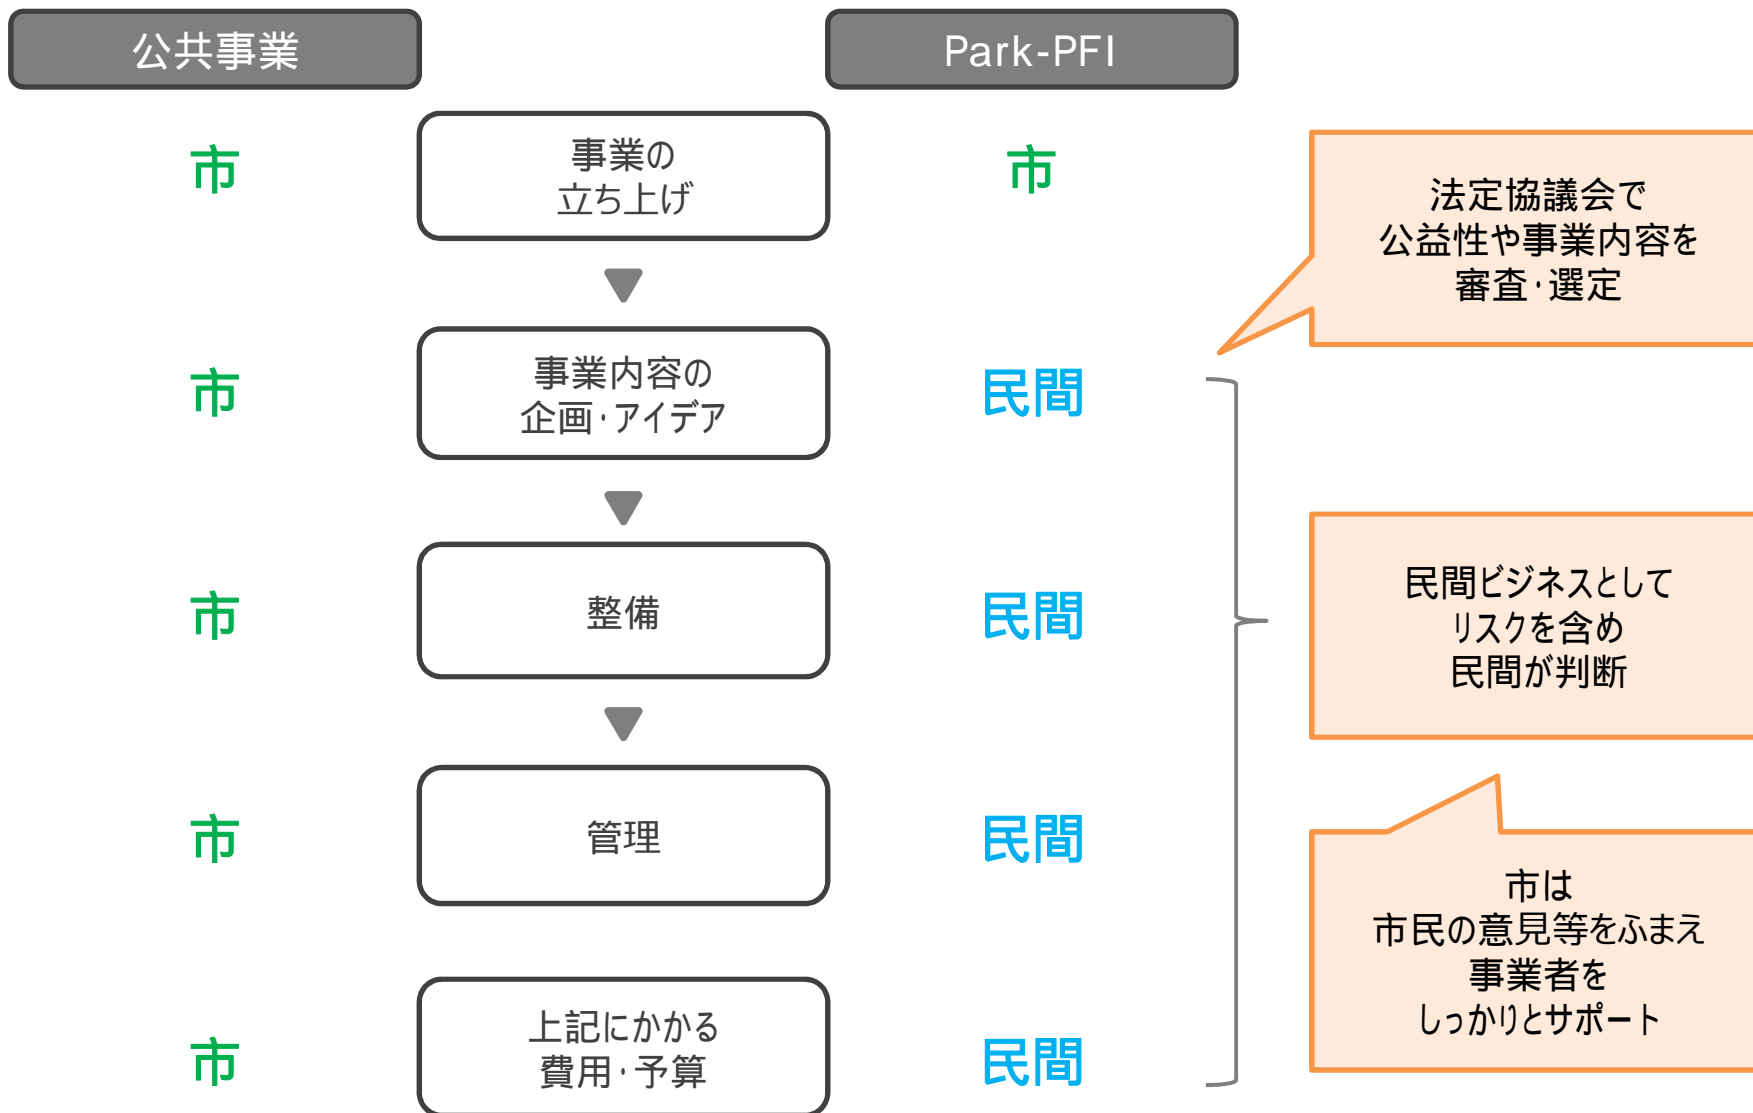 公共事業
Park-PFI
市
事業の
立ち上げ
市
法定協議会で
公益性や事業内容を
審査・選定
市
事業内容の
企画・アイデア
民間
市
整備
民間
民間ビジネスとして
リスクを含め
民間が判断
市
管理
民間
市は
市民の意見等をふまえ
事業者を
しっかりとサポート
市
上記にかかる
費用・予算
民間